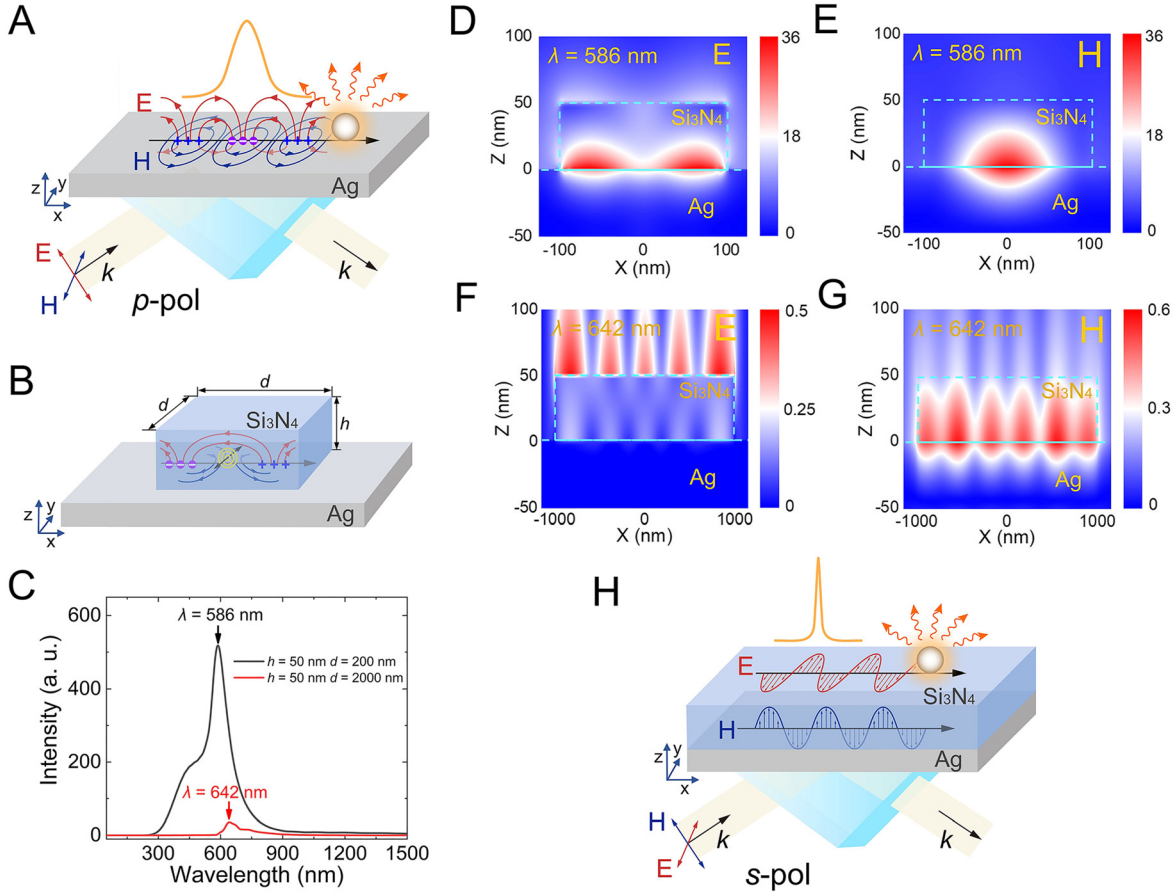 A
E
H
Ag
z
y
x
E
H
k
k
p-pol
B
d
d
Si₃N₄
h
Ag
z
y
x
C
Intensity (a. u.)
600
400
200
0
λ = 586 nm
h = 50 nm d = 200 nm
h = 50 nm d = 2000 nm
λ = 642 nm
300 600 900 1200 1500
Wavelength (nm)
D
λ = 586 nm
E
Si₃N₄
Ag
Z (nm)
100
50
0
-50
-100 0 100
X (nm)
36
18
0
E
λ = 586 nm
H
Si₃N₄
Ag
Z (nm)
100
50
0
-50
-100 0 100
X (nm)
36
18
0
F
λ = 642 nm
E
Si₃N₄
Ag
Z (nm)
100
50
0
-50
-1000 0 1000
X (nm)
0.5
0.25
0
G
λ = 642 nm
H
Si₃N₄
Ag
Z (nm)
100
50
0
-50
-1000 0 1000
X (nm)
0.6
0.3
0
H
E
Si₃N₄
H
Ag
z
y
x
H
E
k
k
s-pol